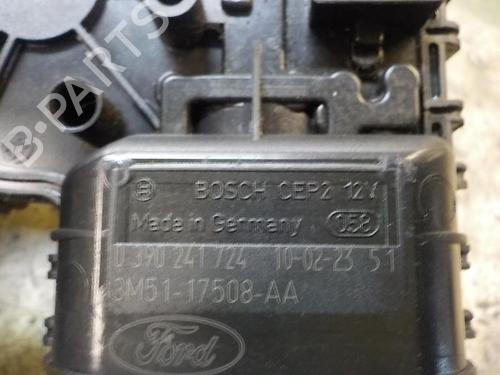 B-PARTS
BOSCH CEP2 12V
Made in Germany 058
0 390 241 724 10-02-23 51
3M51-17508-AA
Ford